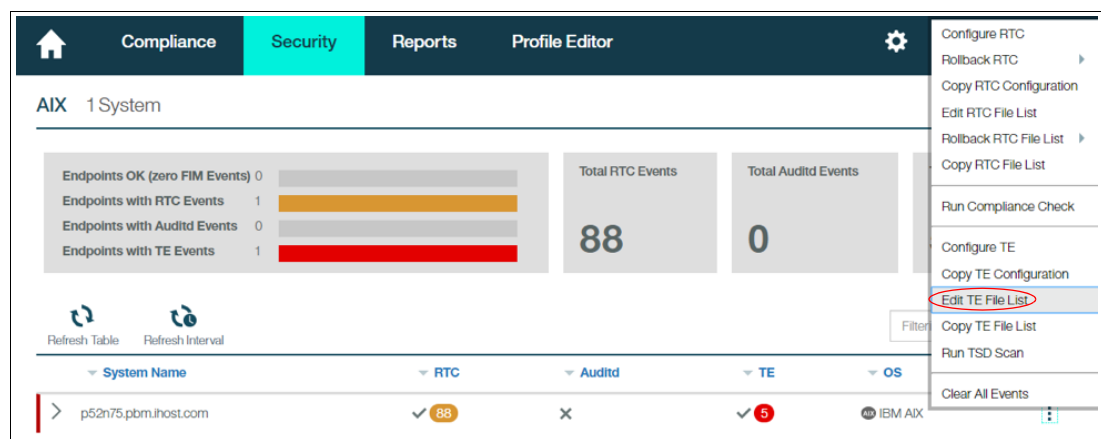 Compliance Security Reports Profile Editor
AIX 1 System
Endpoints OK (zero FIM Events) 0
Endpoints with RTC Events 1
Endpoints with Auditd Events 0
Endpoints with TE Events 1
Total RTC Events
88
Total Auditd Events
0
Refresh Table
Refresh Interval
Filter
System Name RTC Auditd TE OS
p52n75.pbm.ihost.com 88 5 AIX IBM AIX
Configure RTC
Rollback RTC
Copy RTC Configuration
Edit RTC File List
Rollback RTC File List
Copy RTC File List
Run Compliance Check
Configure TE
Copy TE Configuration
Edit TE File List
Copy TE File List
Run TSD Scan
Clear All Events